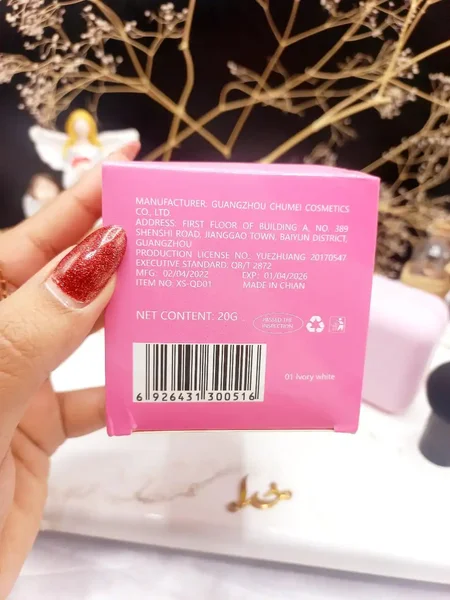 MANUFACTURER. GUANGZHOU CHUMEI COSMETICS
CO., LTD.
ADDRESS: FIRST FLOOR OF BUILDING A, NO. 389
SHENSHI ROAD, JIANGGAO TOWN, BAIYUN DISTRICT,
GUANGZHOU
PRODUCTION LICENSE NO. YUEZHUANG 20170547
EXECUTIVE STANDARD: QR/T 2872
MFG: 02/04/2022 EXP: 01/04/2026
ITEM NO. XS-QD01 MADE IN CHIAN
NET CONTENT: 20G
01 Ivory white
6 926431 300516